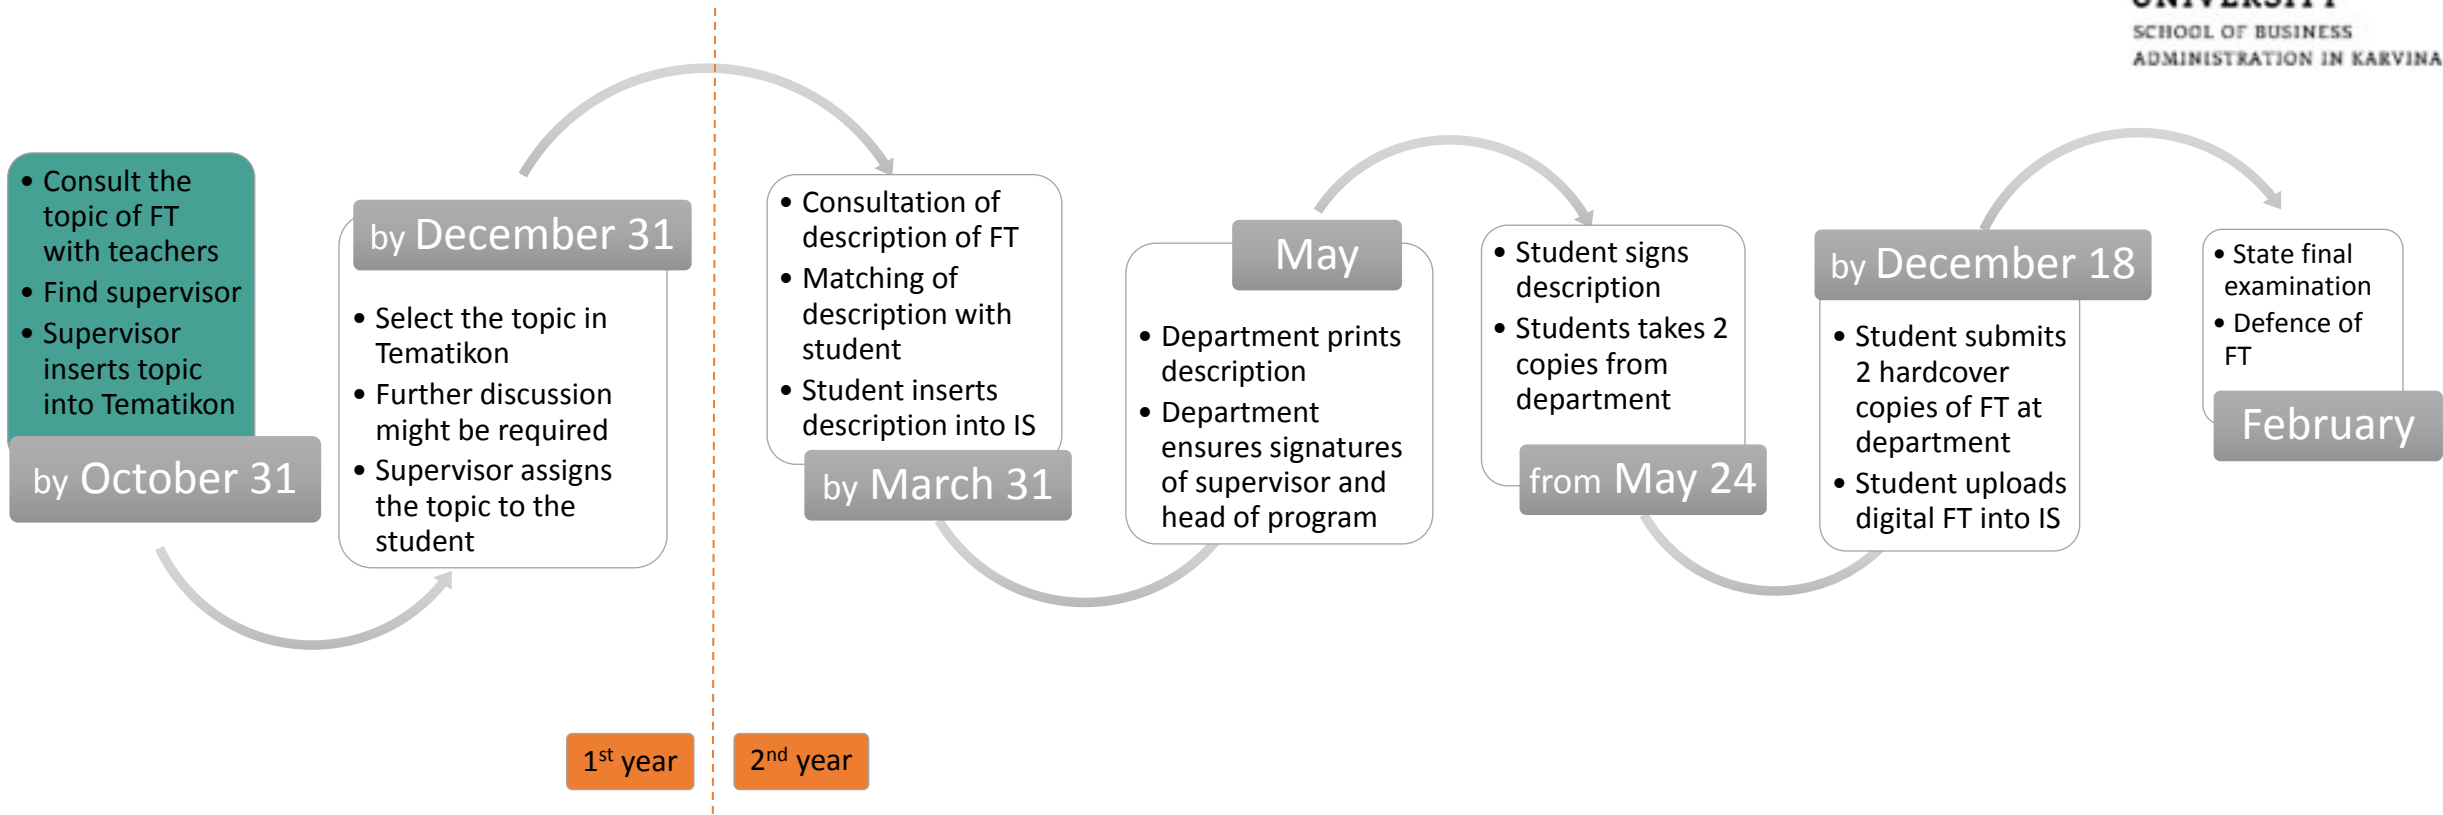 UNIVERSITY
SCHOOL OF BUSINESS
ADMINISTRATION IN KARVINA
• Consult the
topic of FT
with teachers
• Find supervisor
• Supervisor
inserts topic
into Tematikon
by October 31
by December 31
• Select the topic in
Tematikon
• Further discussion
might be required
• Supervisor assigns
the topic to the
student
• Consultation of
description of FT
• Matching of
description with
student
• Student inserts
description into IS
by March 31
May
• Department prints
description
• Department
ensures signatures
of supervisor and
head of program
• Student signs
description
• Students takes 2
copies from
department
from May 24
by December 18
• Student submits
2 hardcover
copies of FT at
department
• Student uploads
digital FT into IS
• State final
examination
• Defence of
FT
February
1st year
2nd year